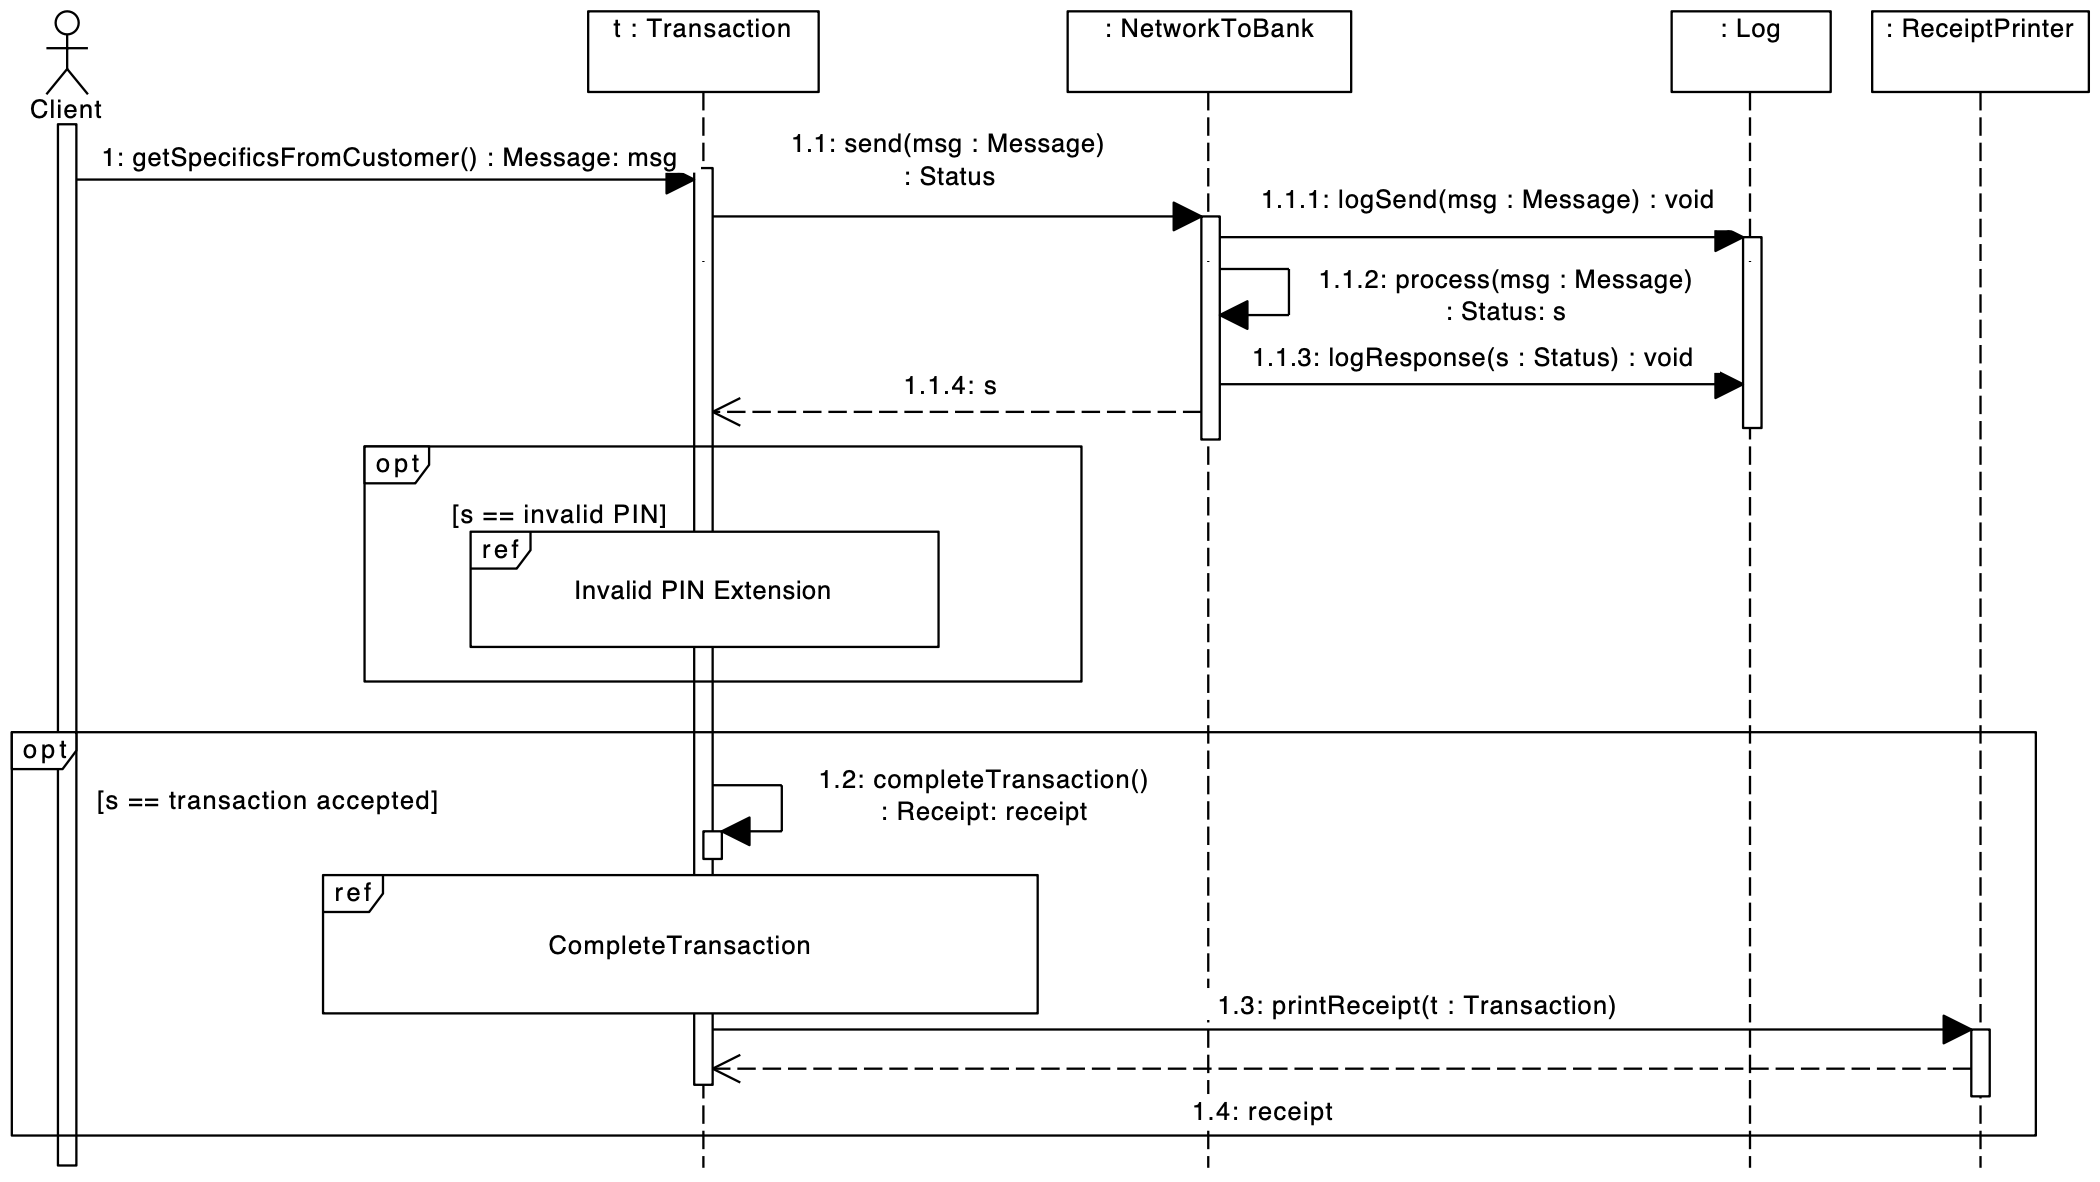 t : Transaction
: NetworkToBank
: Log
: ReceiptPrinter
Client
1: getSpecificsFromCustomer() : Message: msg
1.1: send(msg : Message)
: Status
1.1.1: logSend(msg : Message) : void
1.1.2: process(msg : Message)
: Status: s
1.1.3: logResponse(s : Status) : void
1.1.4: s
opt
[s == invalid PIN]
ref
Invalid PIN Extension
opt
[s == transaction accepted]
1.2: completeTransaction()
: Receipt: receipt
ref
CompleteTransaction
1.3: printReceipt(t : Transaction)
1.4: receipt